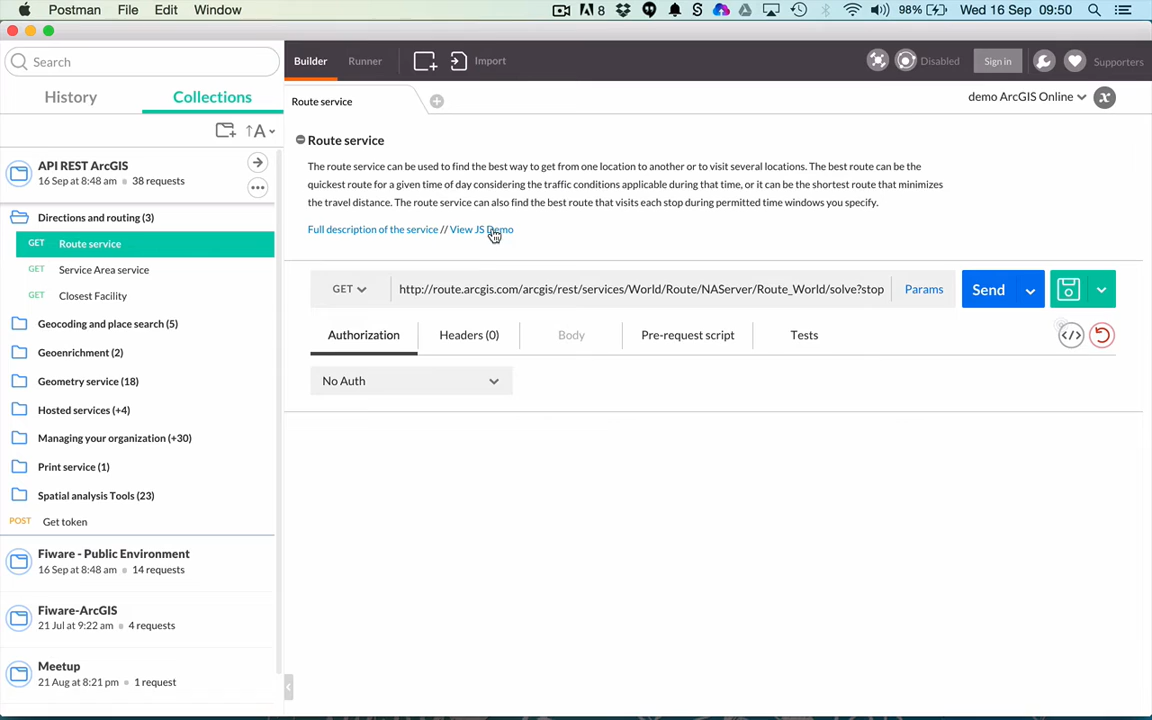 Postman File Edit Window 8 98% Wed 16 Sep 09:50
Search
Builder Runner Import Disabled Sign in Supporters
History Collections
Route service
demo ArcGIS Online
A
API REST ArcGIS
16 Sep at 8:48 am 38 requests
Directions and routing (3)
GET Route service
GET Service Area service
GET Closest Facility
Geocoding and place search (5)
Geoenrichment (2)
Geometry service (18)
Hosted services (+4)
Managing your organization (+30)
Print service (1)
Spatial analysis Tools (23)
POST Get token
Fiware - Public Environment
16 Sep at 8:48 am 14 requests
Fiware-ArcGIS
21 Jul at 9:22 am 4 requests
Meetup
21 Aug at 8:21 pm 1 request
Route service
The route service can be used to find the best way to get from one location to another or to visit several locations. The best route can be the
quickest route for a given time of day considering the traffic conditions applicable during that time, or it can be the shortest route that minimizes
the travel distance. The route service can also find the best route that visits each stop during permitted time windows you specify.
Full description of the service // View JS Demo
GET http://route.arcgis.com/arcgis/rest/services/World/Route/NAServer/Route_World/solve?stop Params Send
Authorization Headers (0) Body Pre-request script Tests
No Auth